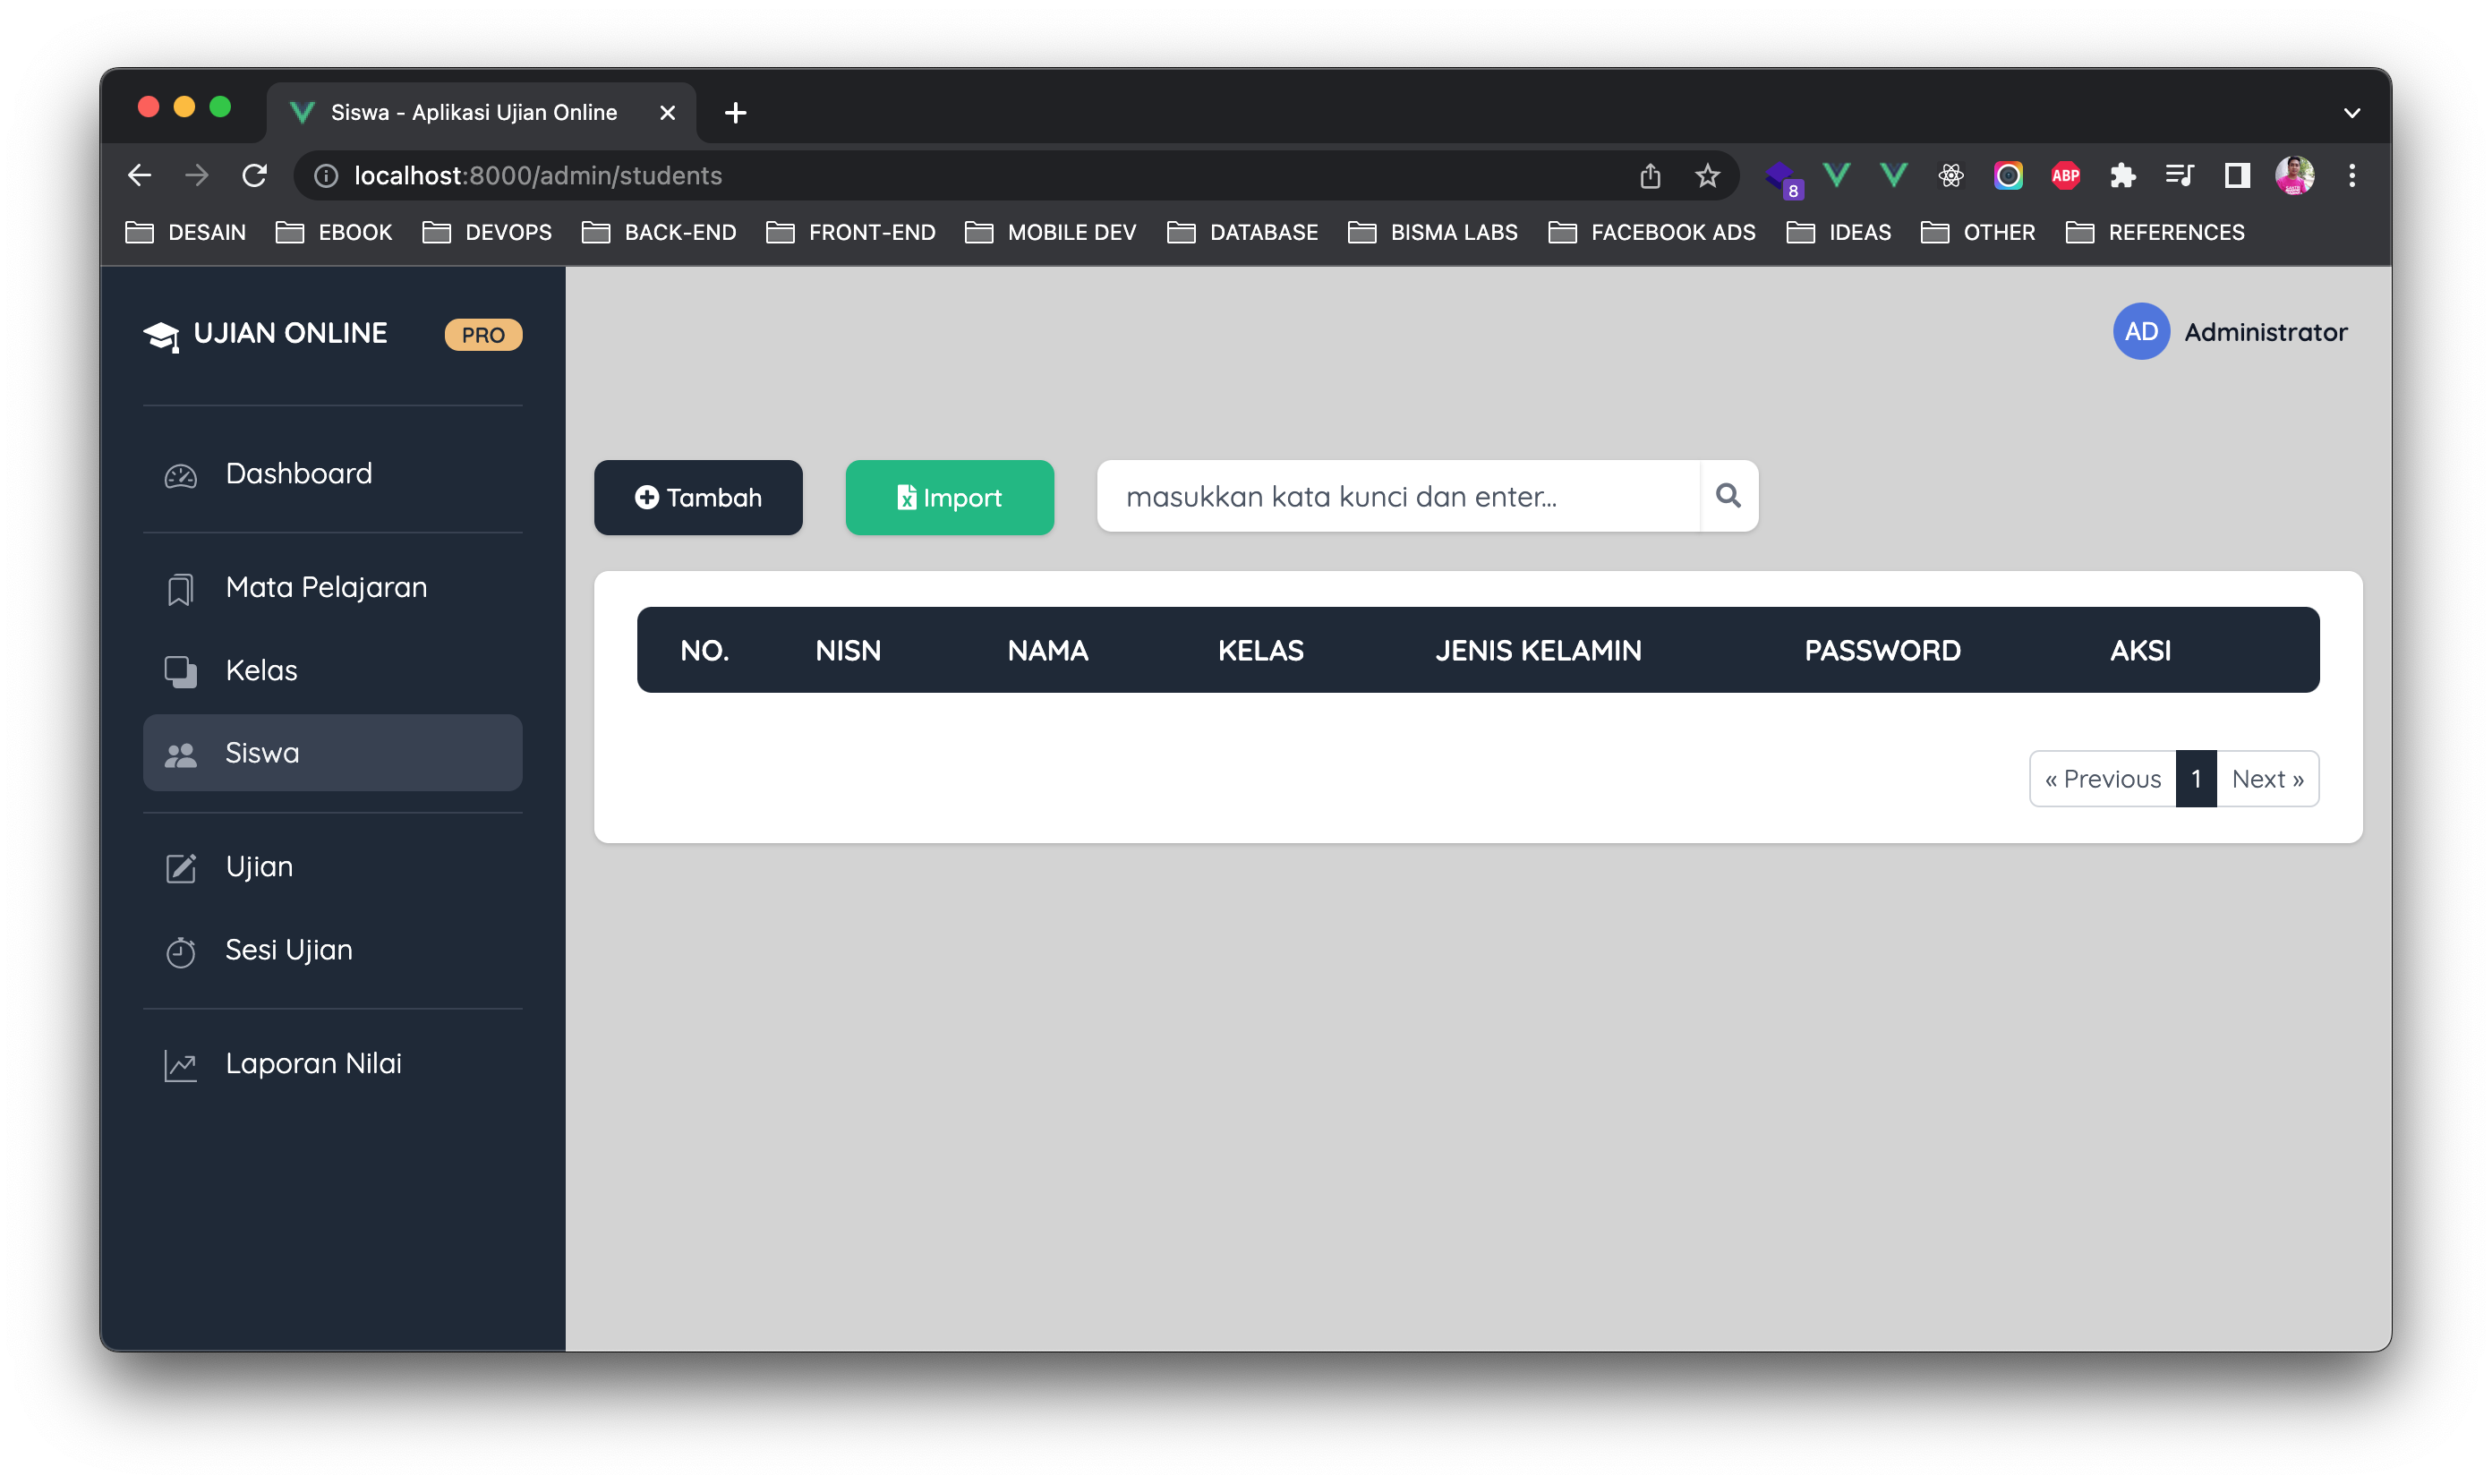 Siswa - Aplikasi Ujian Online
localhost:8000/admin/students
8
ABP
DESAIN EBOOK DEVOPS BACK-END FRONT-END MOBILE DEV DATABASE BISMA LABS FACEBOOK ADS IDEAS OTHER REFERENCES
UJIAN ONLINE PRO
AD Administrator
Dashboard
Mata Pelajaran
Kelas
Siswa
Ujian
Sesi Ujian
Laporan Nilai
Tambah Import masukkan kata kunci dan enter...
NO. NISN NAMA KELAS JENIS KELAMIN PASSWORD AKSI
« Previous 1 Next »